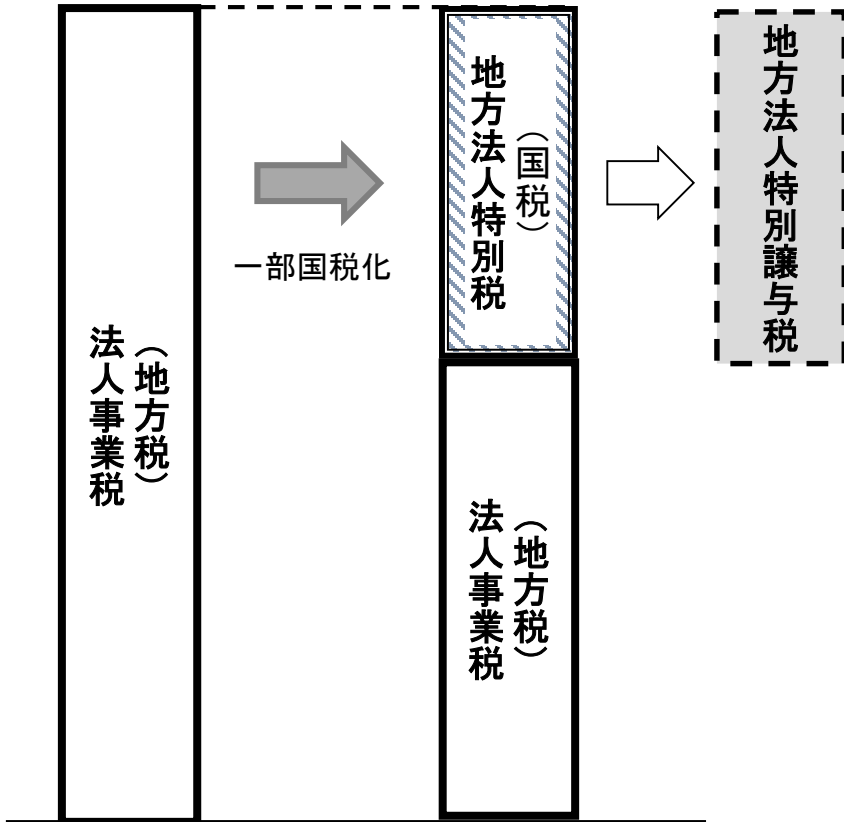 法人事業税
（地方税）
一部国税化
地方法人特別税
（国税）
法人事業税
（地方税）
地方法人特別譲与税